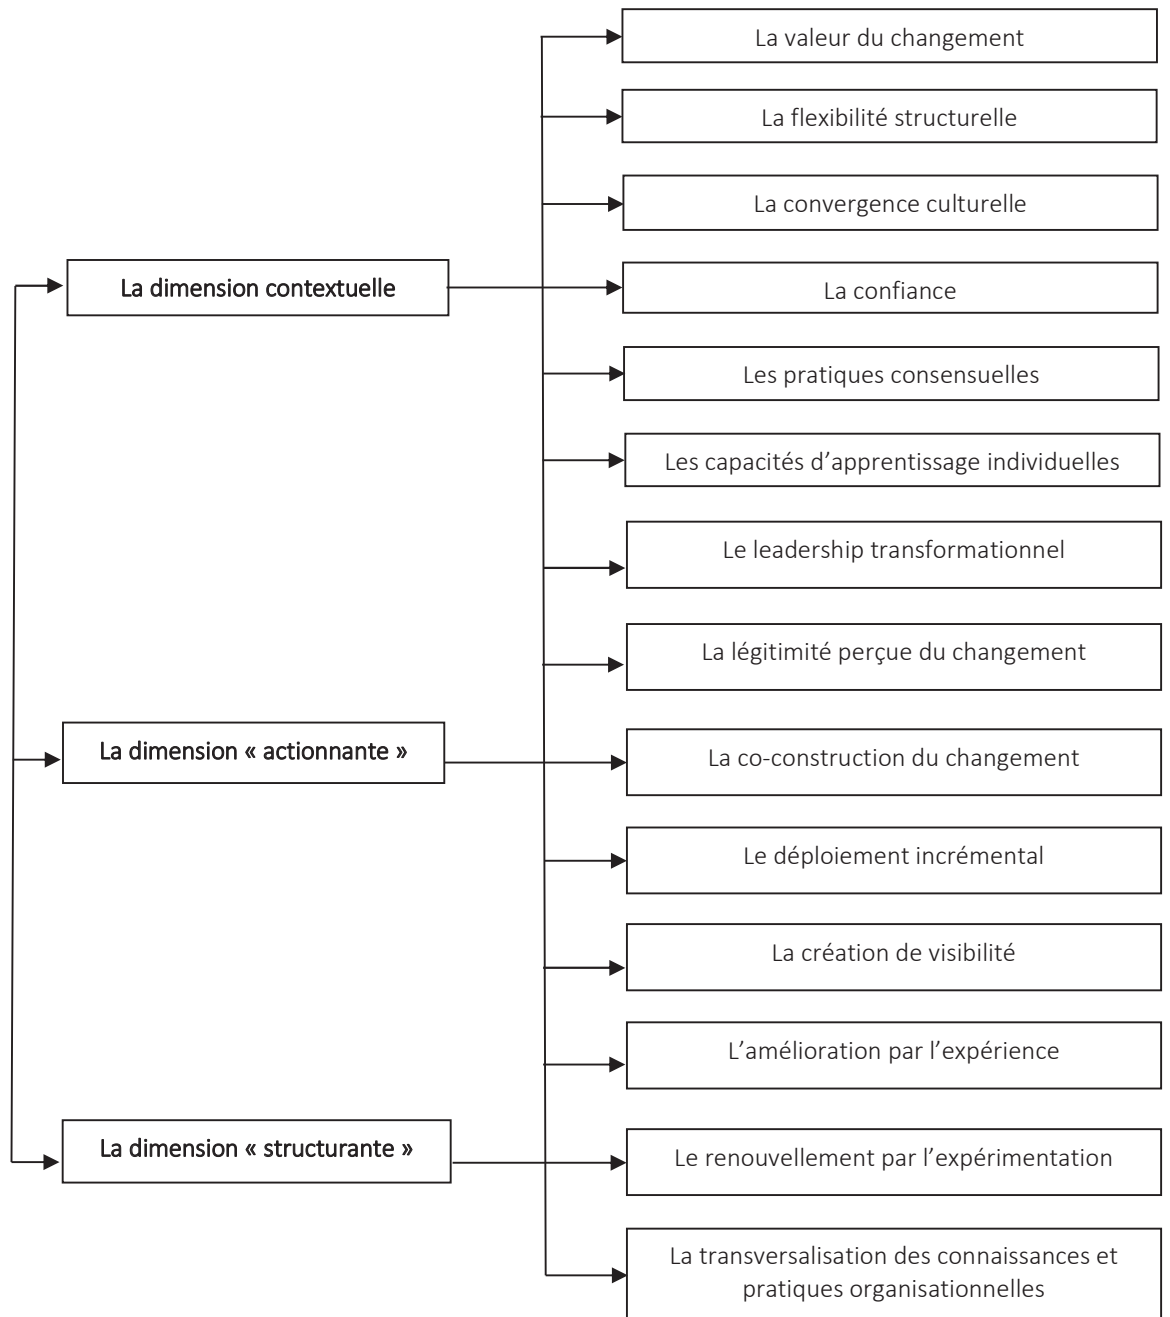 La valeur du changement
La flexibilité structurelle
La convergence culturelle
La dimension contextuelle
La confiance
Les pratiques consensuelles
Les capacités d’apprentissage individuelles
Le leadership transformationnel
La légitimité perçue du changement
La dimension « actionnante »
La co-construction du changement
Le déploiement incrémental
La création de visibilité
L’amélioration par l’expérience
La dimension « structurante »
Le renouvellement par l’expérimentation
La transversalisation des connaissances et
pratiques organisationnelles